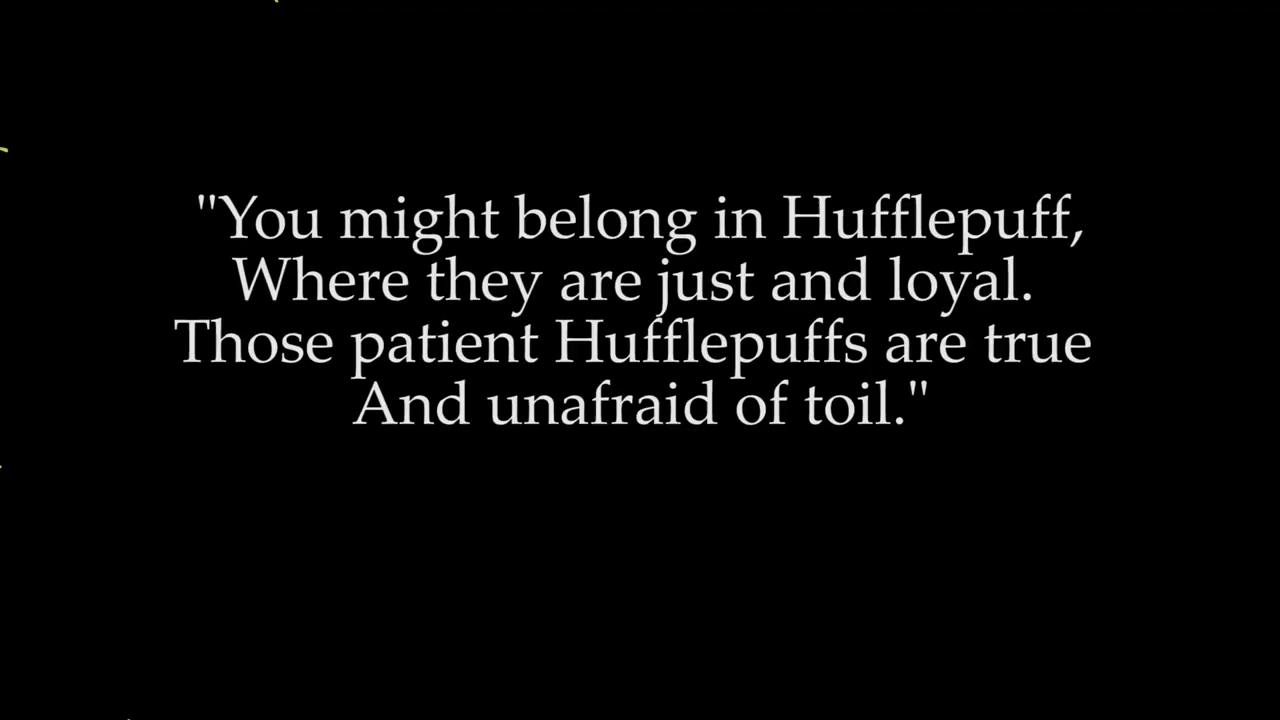 "You might belong in Hufflepuff,
Where they are just and loyal.
Those patient Hufflepuffs are true
And unafraid of toil."